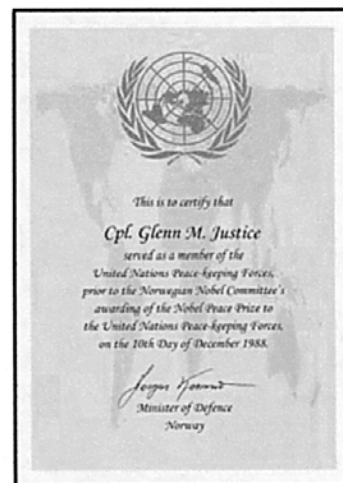 This is to certify that
Cpl. Glenn M. Justice
served as a member of the
United Nations Peace-keeping Forces,
prior to the Norwegian Nobel Committee's
awarding of the Nobel Peace Prize to
the United Nations Peace-keeping Forces,
on the 10th Day of December 1988.
Minister of Defence
Norway